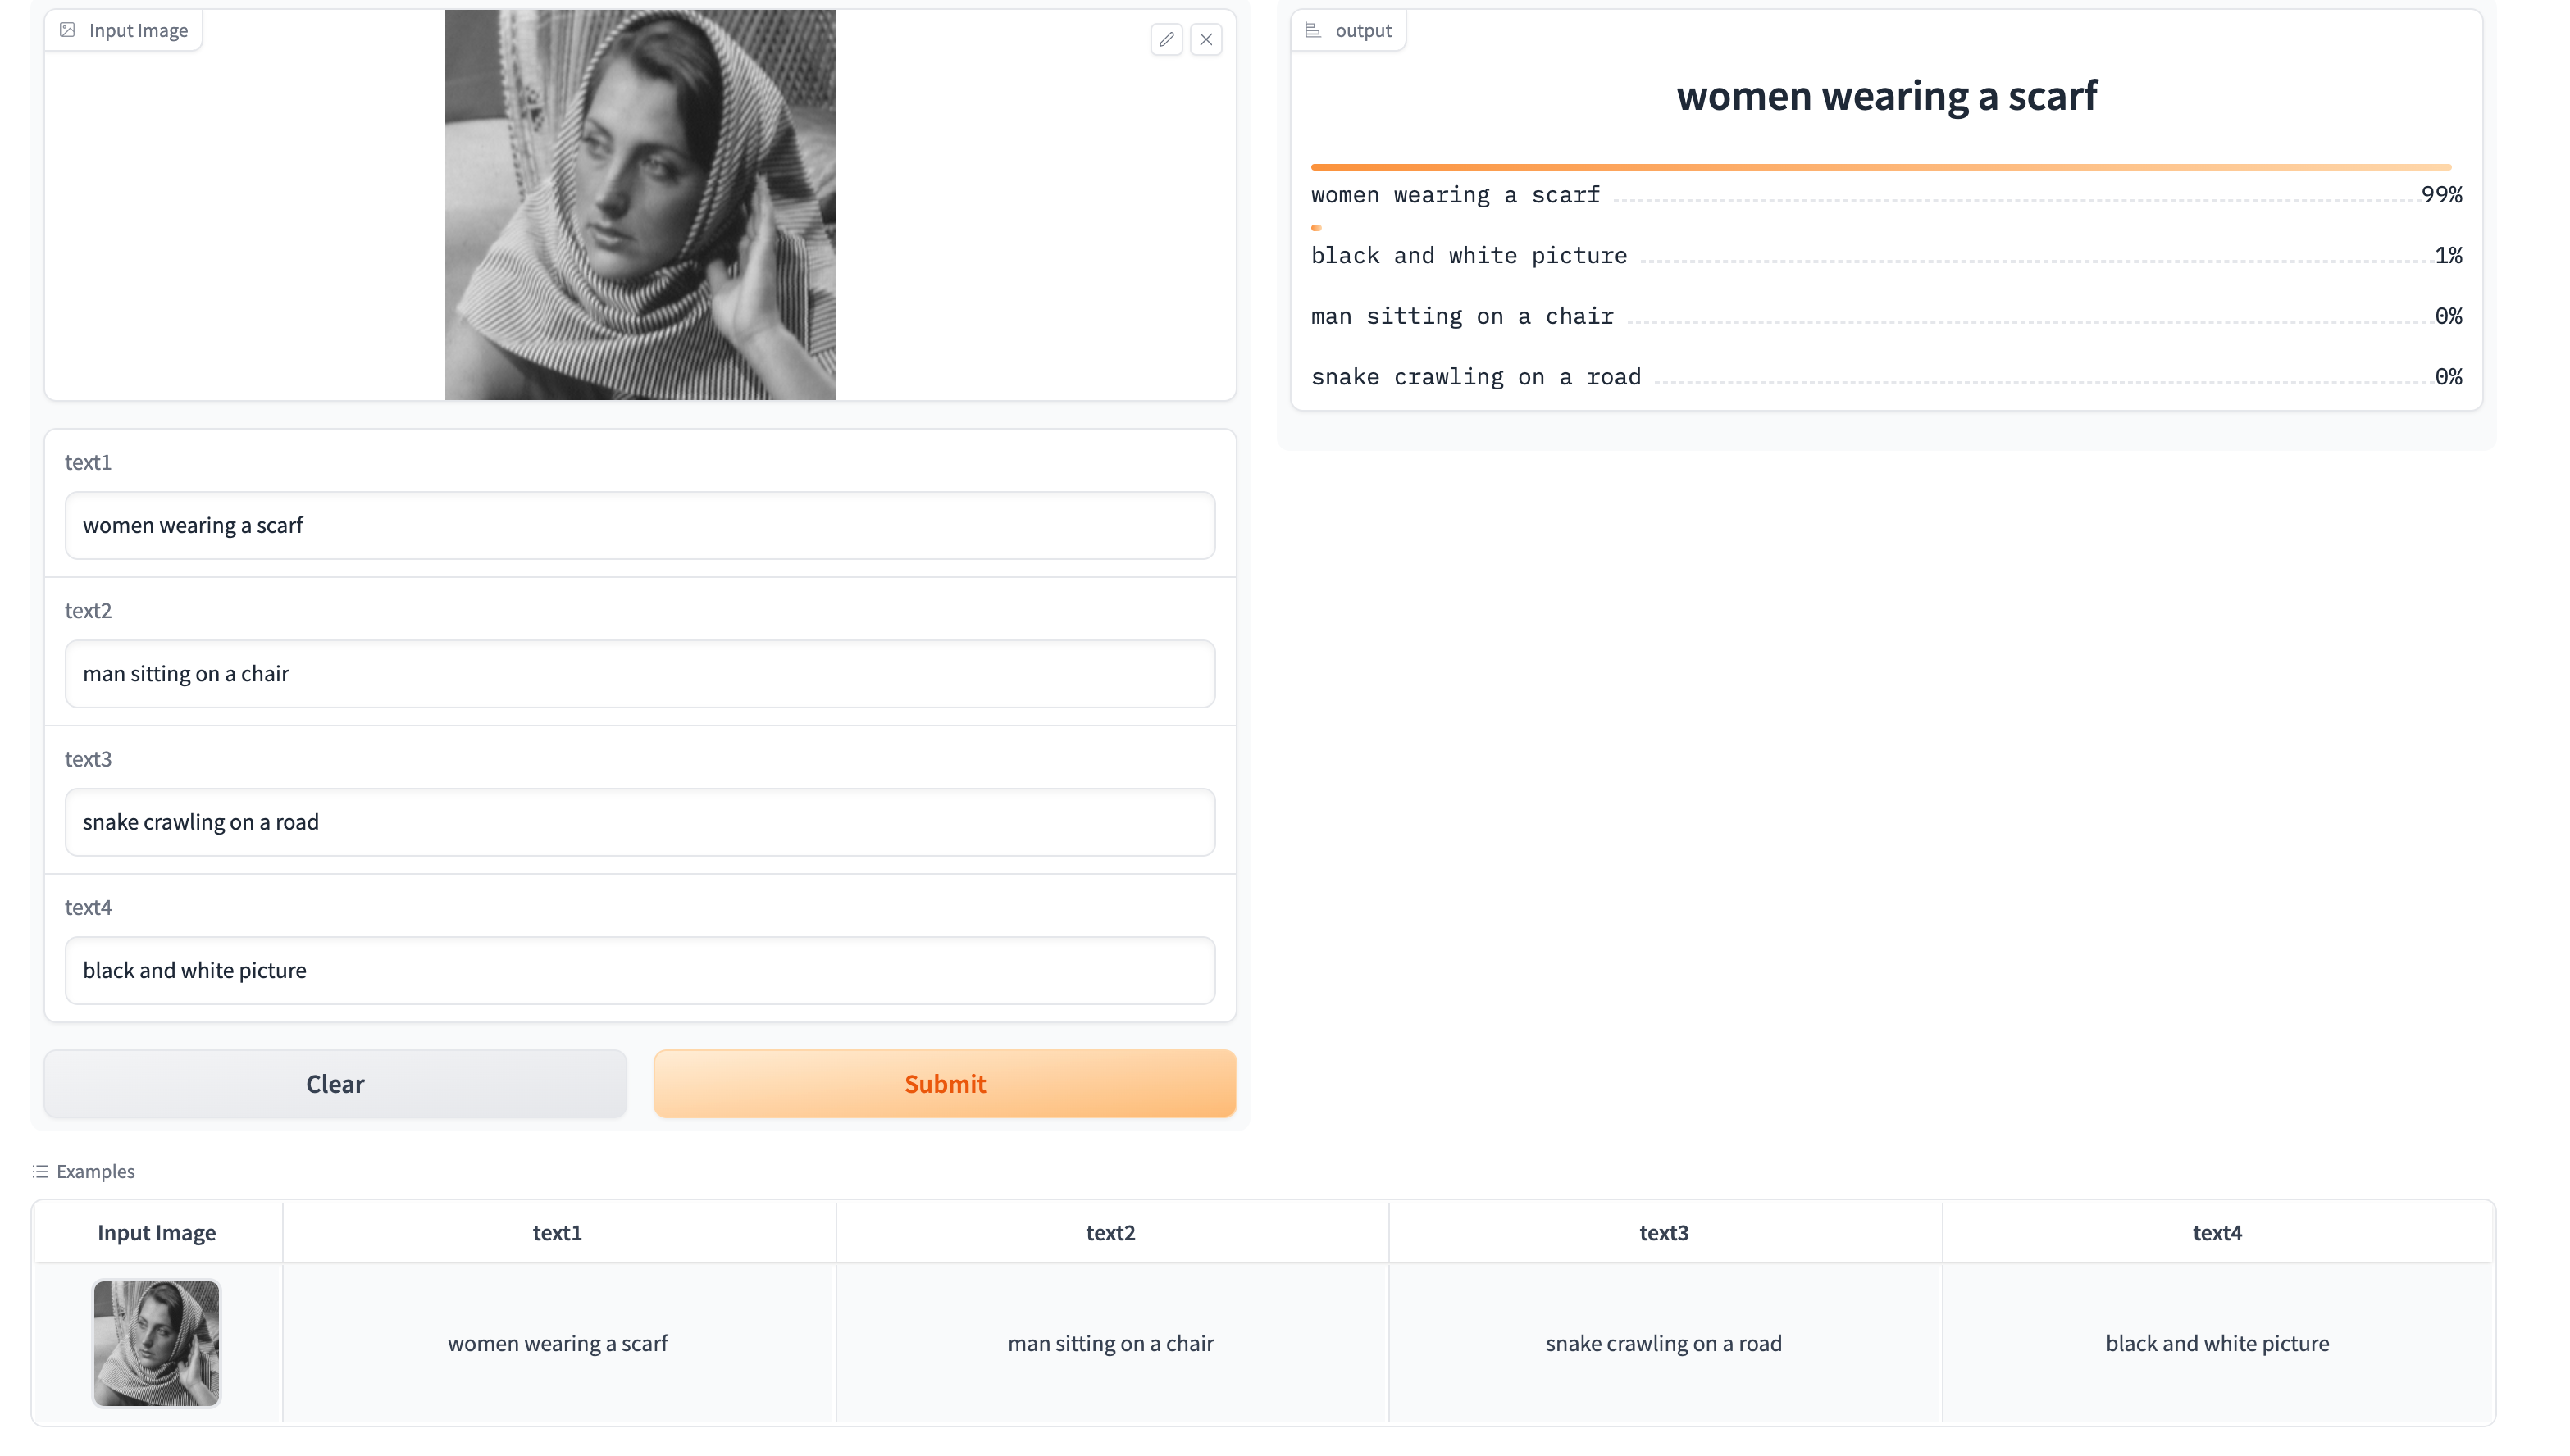 Input Image
text1
women wearing a scarf
text2
man sitting on a chair
text3
snake crawling on a road
text4
black and white picture
Clear
Submit
output
women wearing a scarf
women wearing a scarf 99%
black and white picture 1%
man sitting on a chair 0%
snake crawling on a road 0%
Examples
Input Image text1 text2 text3 text4
women wearing a scarf man sitting on a chair snake crawling on a road black and white picture